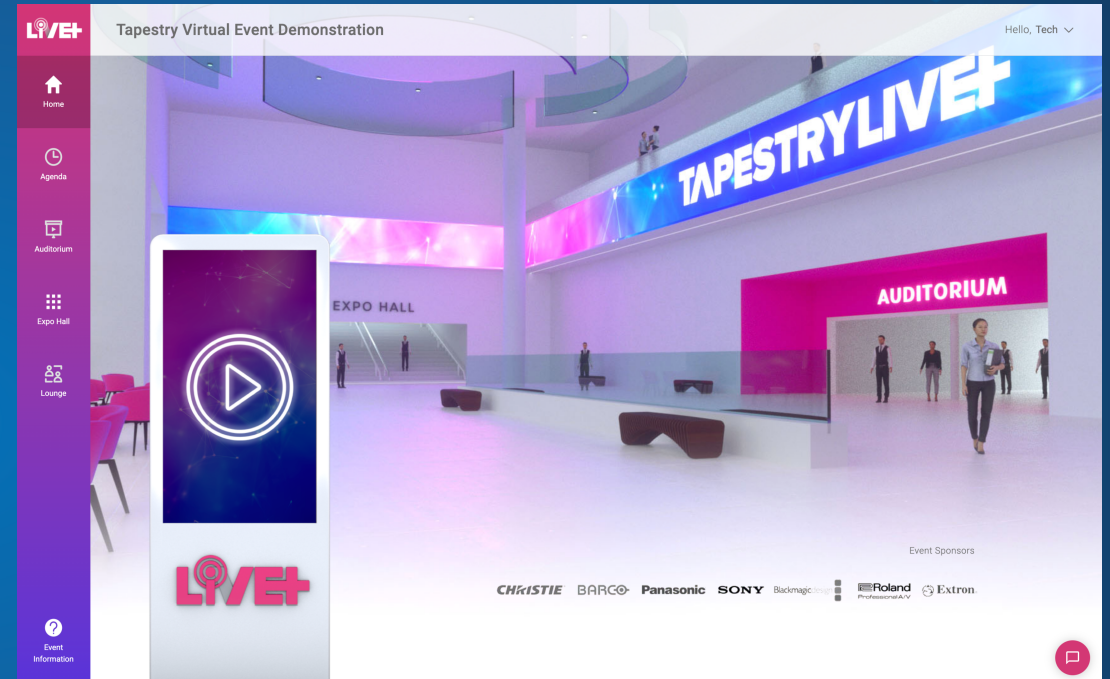 LIVE+
Tapestry Virtual Event Demonstration
Hello, Tech
Home
Agenda
Auditorium
Expo Hall
Lounge
Event
Information
TAPESTRYLIVE+
EXPO HALL
AUDITORIUM
LIVE+
Event Sponsors
CHRISTIE BARCO Panasonic SONY Blackmagicdesign Roland Extron
Professional A/V